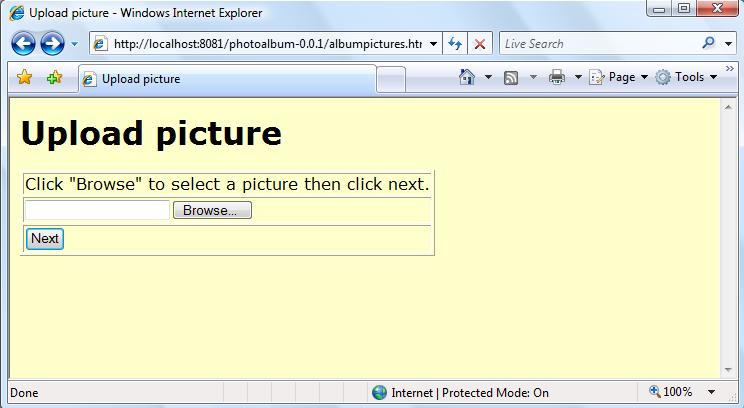 Upload picture - Windows Internet Explorer
http://localhost:8081/photoalbum-0.0.1/albumpictures.htm
Live Search
Upload picture
Page
Tools
Upload picture
Click "Browse" to select a picture then click next.
Browse...
Next
Done
Internet | Protected Mode: On
100%